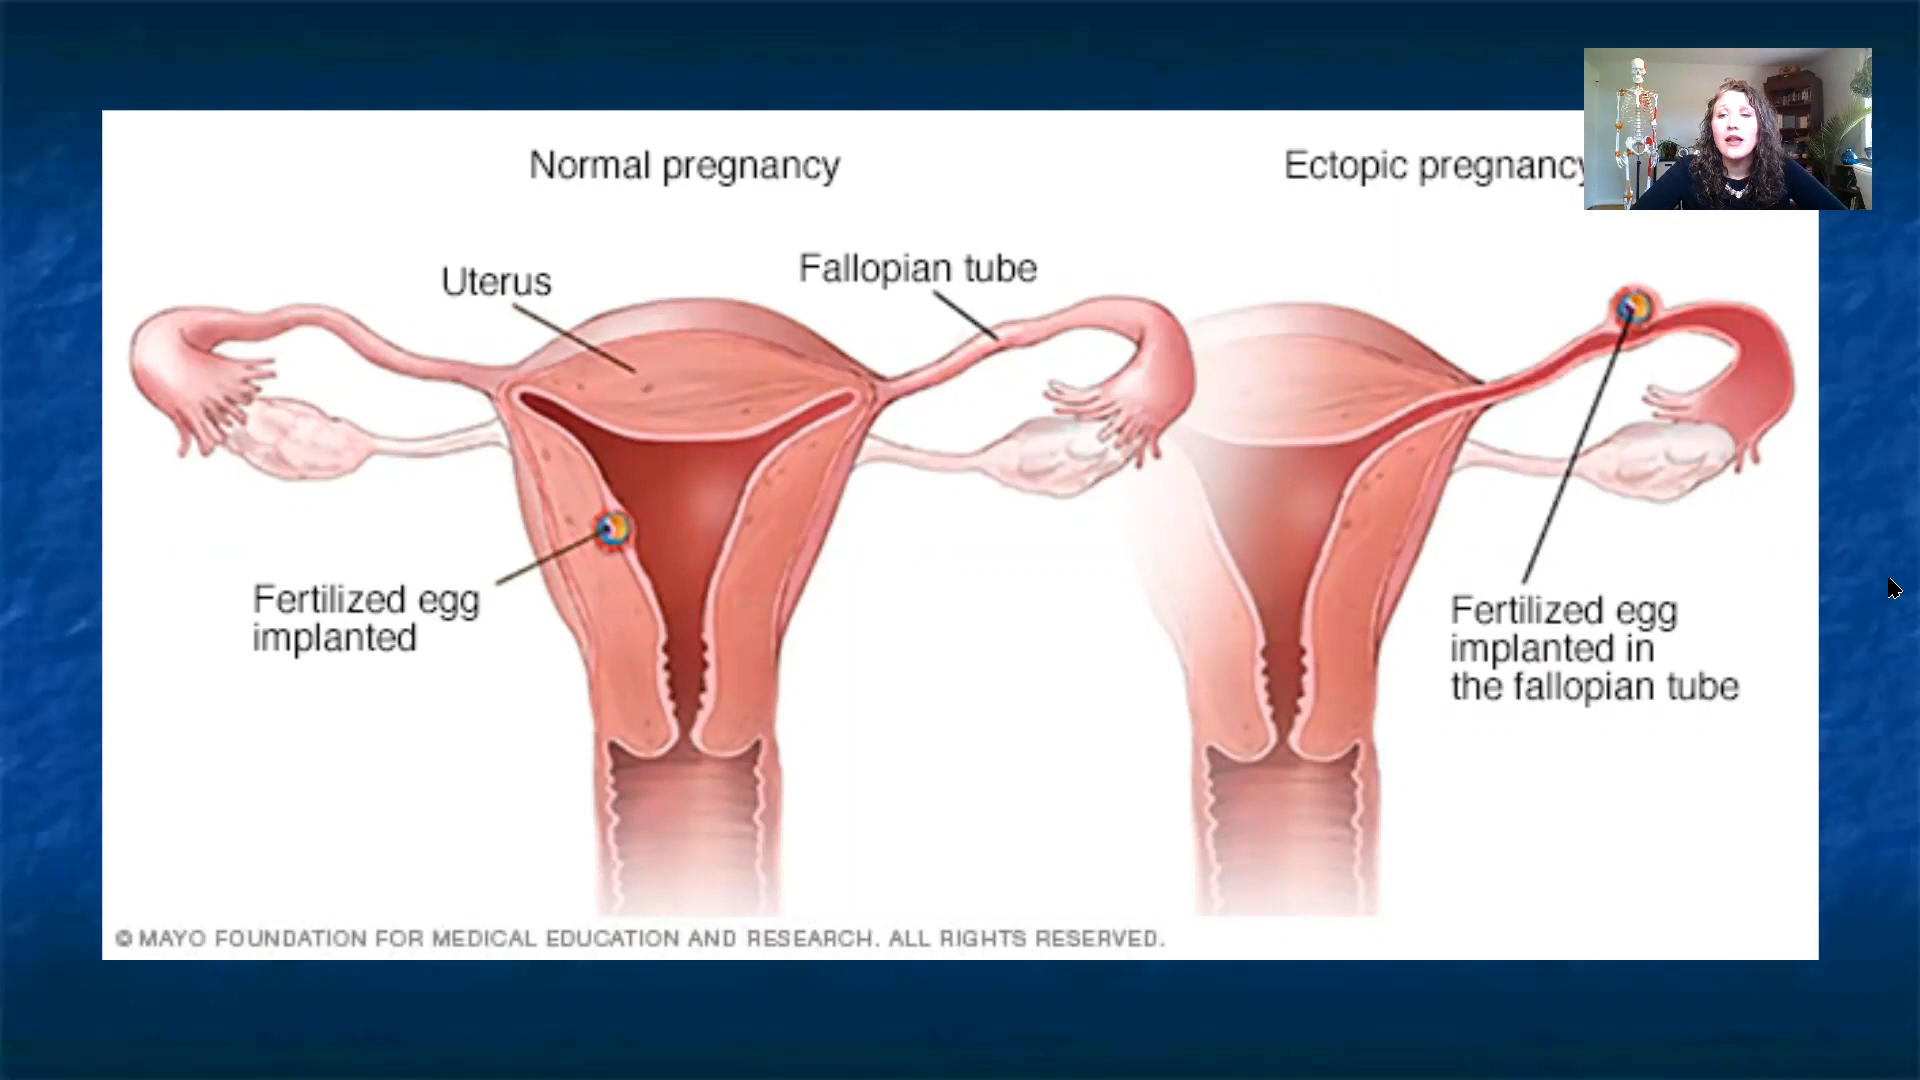 Normal pregnancy
Ectopic pregnancy
Uterus
Fallopian tube
Fertilized egg
implanted
Fertilized egg
implanted in
the fallopian tube
© MAYO FOUNDATION FOR MEDICAL EDUCATION AND RESEARCH. ALL RIGHTS RESERVED.